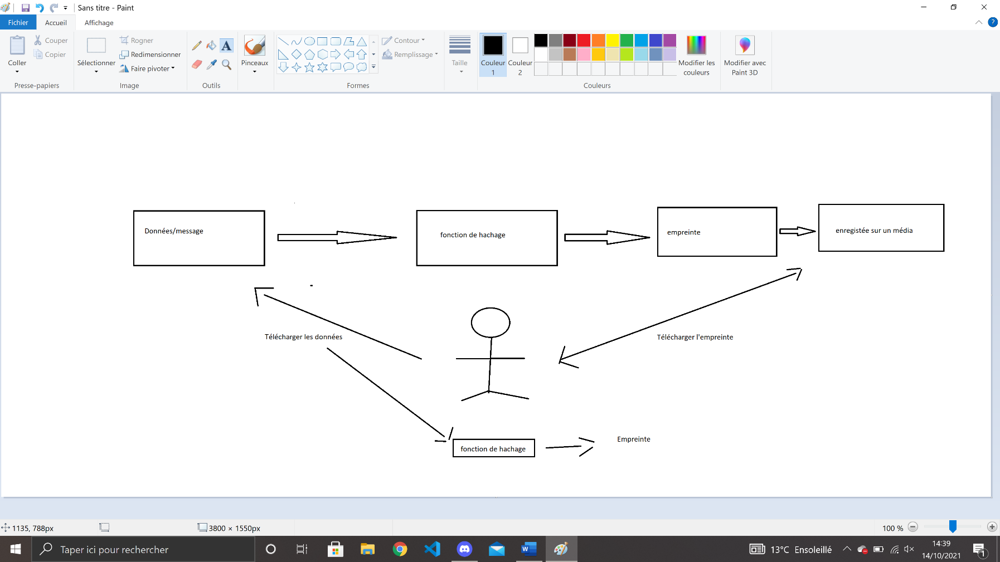 Sans titre - Paint
Fichier
Accueil
Affichage
Coller
Couper
Copier
Presse-papiers
Sélectionner
Rogner
Redimensionner
Faire pivoter
Image
A
Outils
Pinceaux
Contour
Remplissage
Formes
Taille
Couleur
1
Couleur
2
Modifier les
couleurs
Couleurs
Modifier avec
Paint 3D
?
Données/message
fonction de hachage
empreinte
enregistée sur un média
Télécharger les données
Télécharger l'empreinte
fonction de hachage
Empreinte
1135, 788px
3800 × 1550px
100 %
Taper ici pour rechercher
W
13°C Ensoleillé
14:39
14/10/2021
1